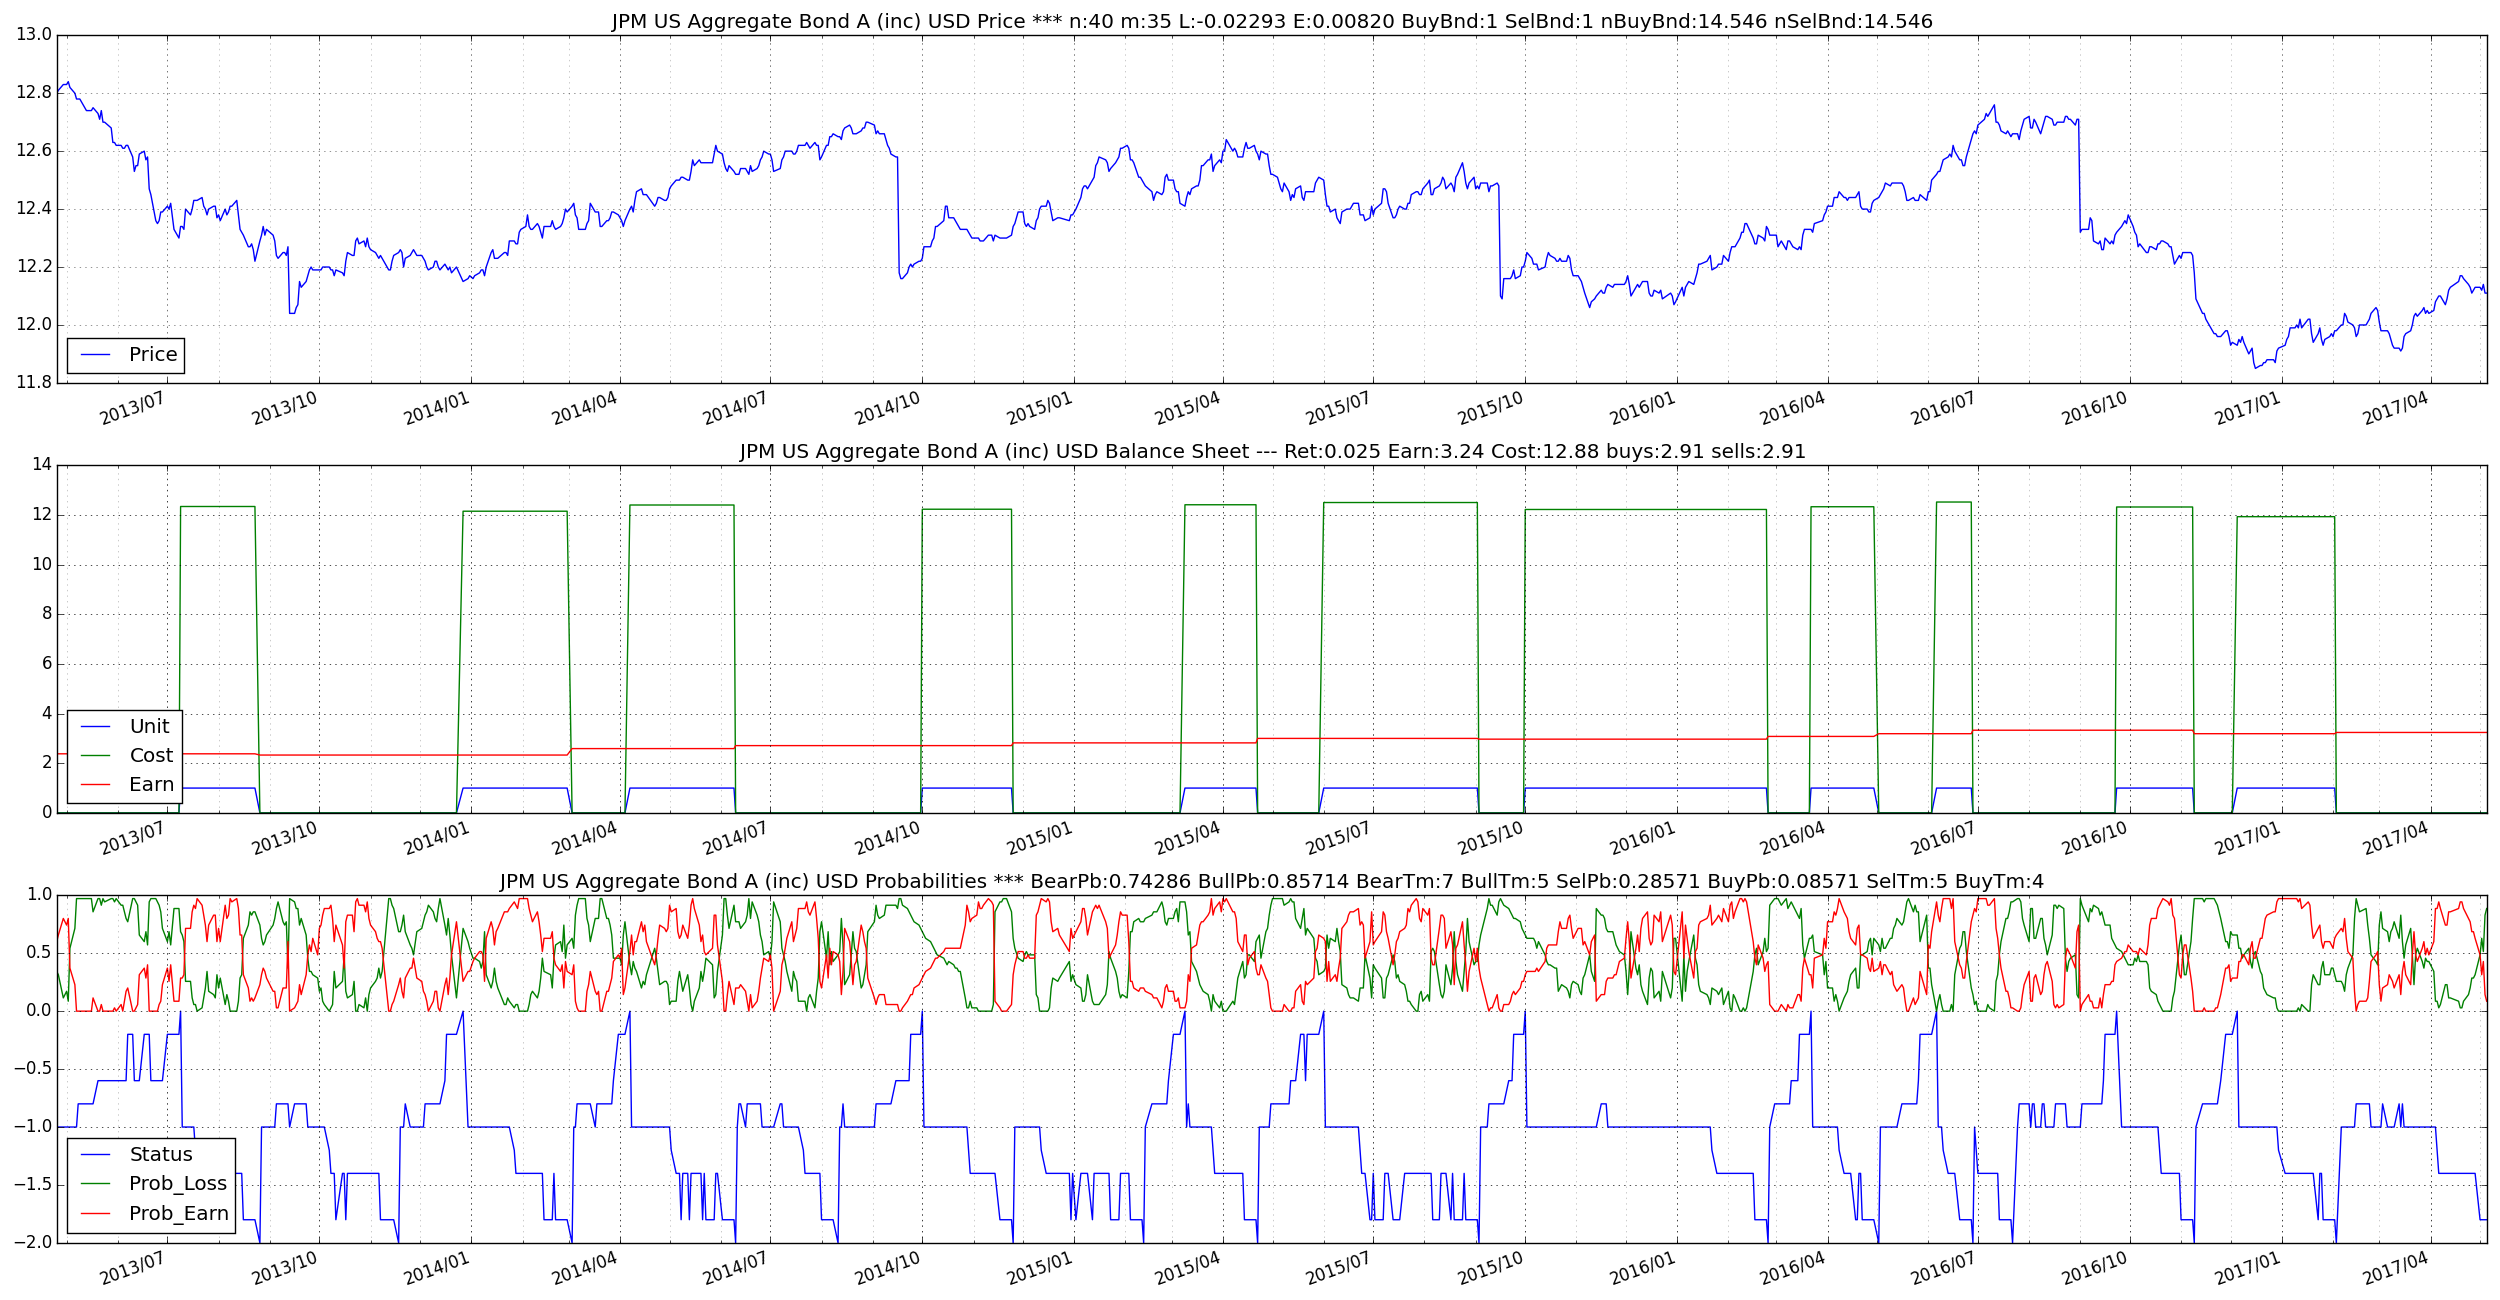 JPM US Aggregate Bond A (inc) USD Price *** n:40 m:35 L:-0.02293 E:0.00820 BuyBnd:1 SelBnd:1 nBuyBnd:14.546 nSelBnd:14.546
13.0
12.8
12.6
12.4
12.2
12.0
11.8
Price
2013/07 2013/10 2014/01 2014/04 2014/07 2014/10 2015/01 2015/04 2015/07 2015/10 2016/01 2016/04 2016/07 2016/10 2017/01 2017/04
JPM US Aggregate Bond A (inc) USD Balance Sheet --- Ret:0.025 Earn:3.24 Cost:12.88 buys:2.91 sells:2.91
14
12
10
8
6
4
2
0
Unit
Cost
Earn
2013/07 2013/10 2014/01 2014/04 2014/07 2014/10 2015/01 2015/04 2015/07 2015/10 2016/01 2016/04 2016/07 2016/10 2017/01 2017/04
JPM US Aggregate Bond A (inc) USD Probabilities *** BearPb:0.74286 BullPb:0.85714 BearTm:7 BullTm:5 SelPb:0.28571 BuyPb:0.08571 SelTm:5 BuyTm:4
1.0
0.5
0.0
−0.5
−1.0
−1.5
−2.0
Status
Prob_Loss
Prob_Earn
2013/07 2013/10 2014/01 2014/04 2014/07 2014/10 2015/01 2015/04 2015/07 2015/10 2016/01 2016/04 2016/07 2016/10 2017/01 2017/04